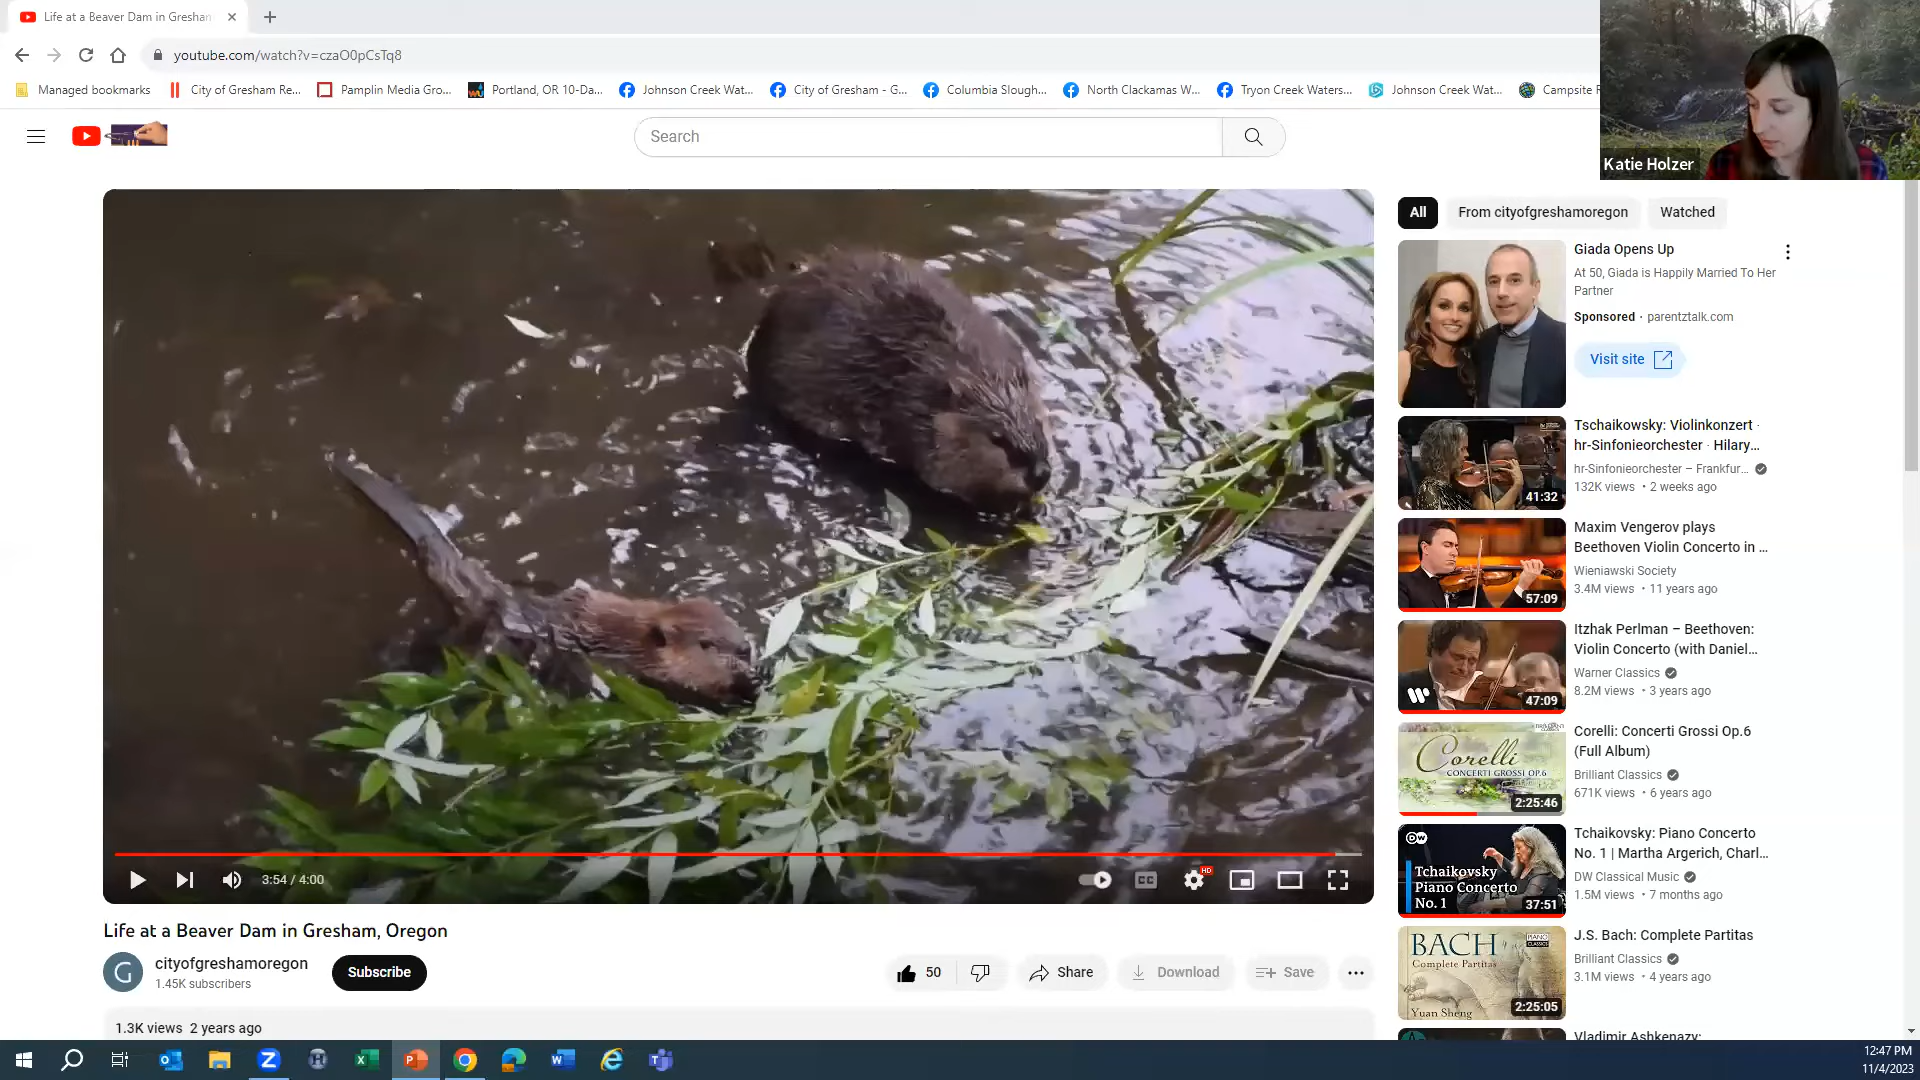 Life at a Beaver Dam in Gresham
youtube.com/watch?v=czaO0pCsTq8
Managed bookmarks
City of Gresham Re...
Pamplin Media Gro...
Portland, OR 10-Da...
Johnson Creek Wat...
City of Gresham - G...
Columbia Slough...
North Clackamas W...
Tryon Creek Waters...
Johnson Creek Wat...
Campsite
Katie Holzer
Search
All
From cityofgreshamoregon
Watched
Giada Opens Up
At 50, Giada is Happily Married To Her
Partner
Sponsored · parentztalk.com
Visit site
Tschaikowsky: Violinkonzert ·
hr-Sinfonieorchester · Hilary...
hr-Sinfonieorchester – Frankfur...
132K views • 2 weeks ago
41:32
Maxim Vengerov plays
Beethoven Violin Concerto in ...
Wieniawski Society
3.4M views • 11 years ago
57:09
Itzhak Perlman – Beethoven:
Violin Concerto (with Daniel...
Warner Classics
8.2M views • 3 years ago
47:09
Corelli
CONCERTI GROSSI OP.6
2:25:46
Corelli: Concerti Grossi Op.6
(Full Album)
Brilliant Classics
671K views • 6 years ago
DW
Tschaikovsky
Piano Concerto
No. 1
37:51
Tchaikovsky: Piano Concerto
No. 1 | Martha Argerich, Charl...
DW Classical Music
1.5M views • 7 months ago
BACH
Complete Partitas
PIANO CLASSICS
Yuan Sheng
2:25:05
J.S. Bach: Complete Partitas
Brilliant Classics
3.1M views • 4 years ago
Vladimir Ashkenazy:
3:54 / 4:00
CC
HD
Life at a Beaver Dam in Gresham, Oregon
G
cityofgreshamoregon
1.45K subscribers
Subscribe
50
Share
Download
Save
1.3K views 2 years ago
12:47 PM
11/4/2023